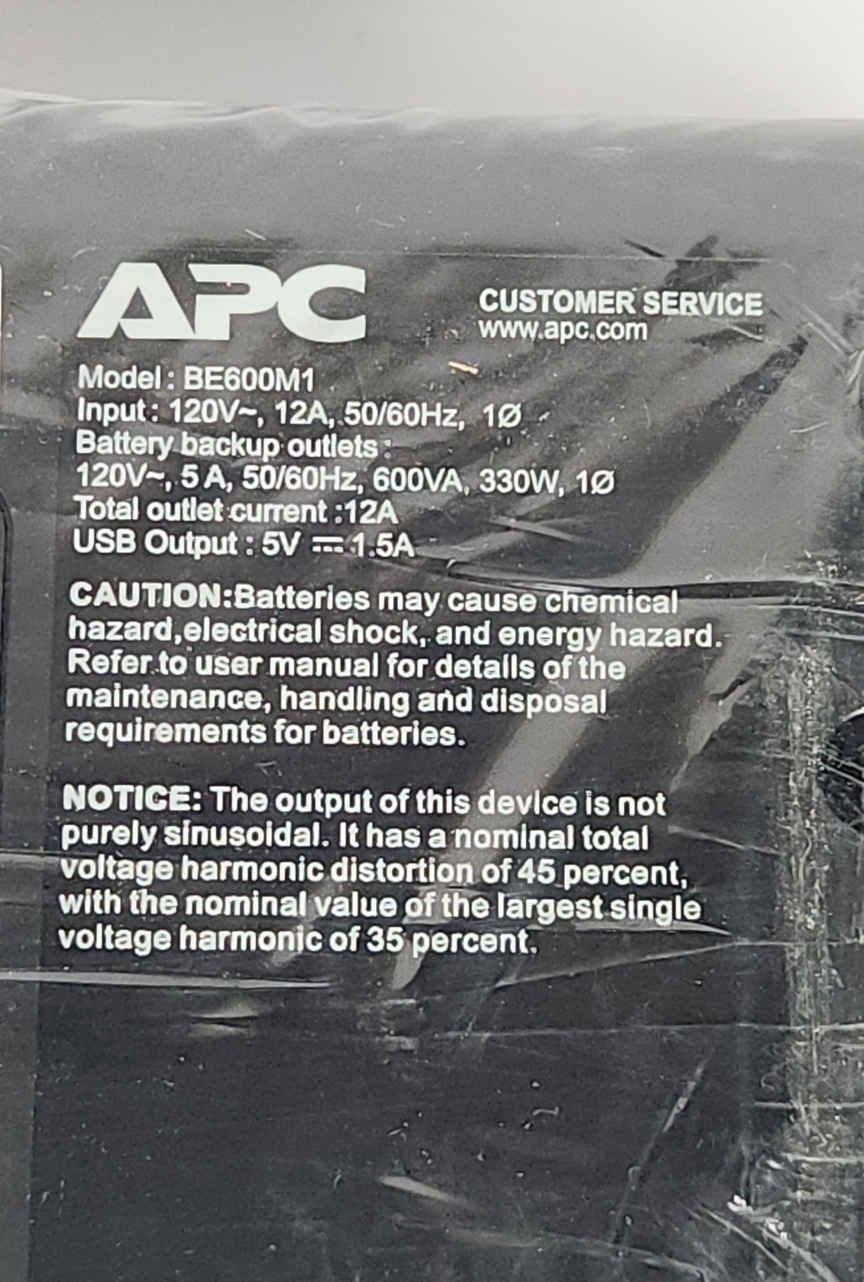 APC
CUSTOMER SERVICE
www.apc.com
Model : BE600M1
Input : 120V~, 12A, 50/60Hz, 1Ø
Battery backup outlets :
120V~, 5 A, 50/60Hz, 600VA, 330W, 1Ø
Total outlet current :12A
USB Output : 5V ⎓ 1.5A
CAUTION:Batteries may cause chemical
hazard,electrical shock, and energy hazard.
Refer to user manual for details of the
maintenance, handling and disposal
requirements for batteries.
NOTICE: The output of this device is not
purely sinusoidal. It has a nominal total
voltage harmonic distortion of 45 percent,
with the nominal value of the largest single
voltage harmonic of 35 percent.